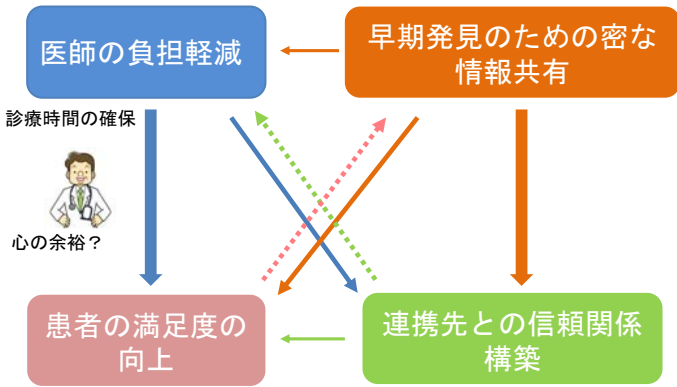 医師の負担軽減
早期発見のための密な
情報共有
診療時間の確保
心の余裕？
患者の満足度の
向上
連携先との信頼関係
構築